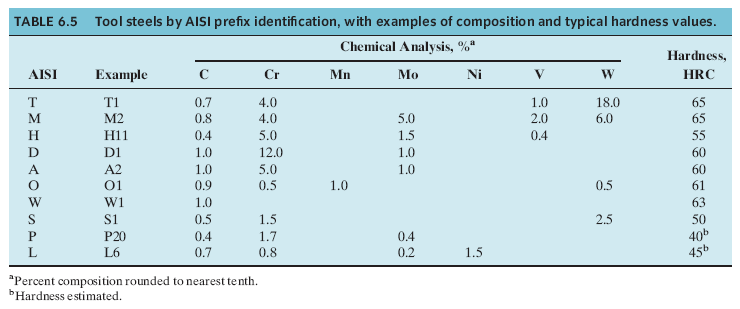 TABLE 6.5 Tool steels by AISI prefix identification, with examples of composition and typical hardness values.
Chemical Analysis, %ᵃ
Hardness,
AISI Example C Cr Mn Mo Ni V W HRC
T T1 0.7 4.0 1.0 18.0 65
M M2 0.8 4.0 5.0 2.0 6.0 65
H H11 0.4 5.0 1.5 0.4 55
D D1 1.0 12.0 1.0 60
A A2 1.0 5.0 1.0 60
O O1 0.9 0.5 1.0 0.5 61
W W1 1.0 63
S S1 0.5 1.5 2.5 50
P P20 0.4 1.7 0.4 40ᵇ
L L6 0.7 0.8 0.2 1.5 45ᵇ
ᵃPercent composition rounded to nearest tenth.
ᵇHardness estimated.